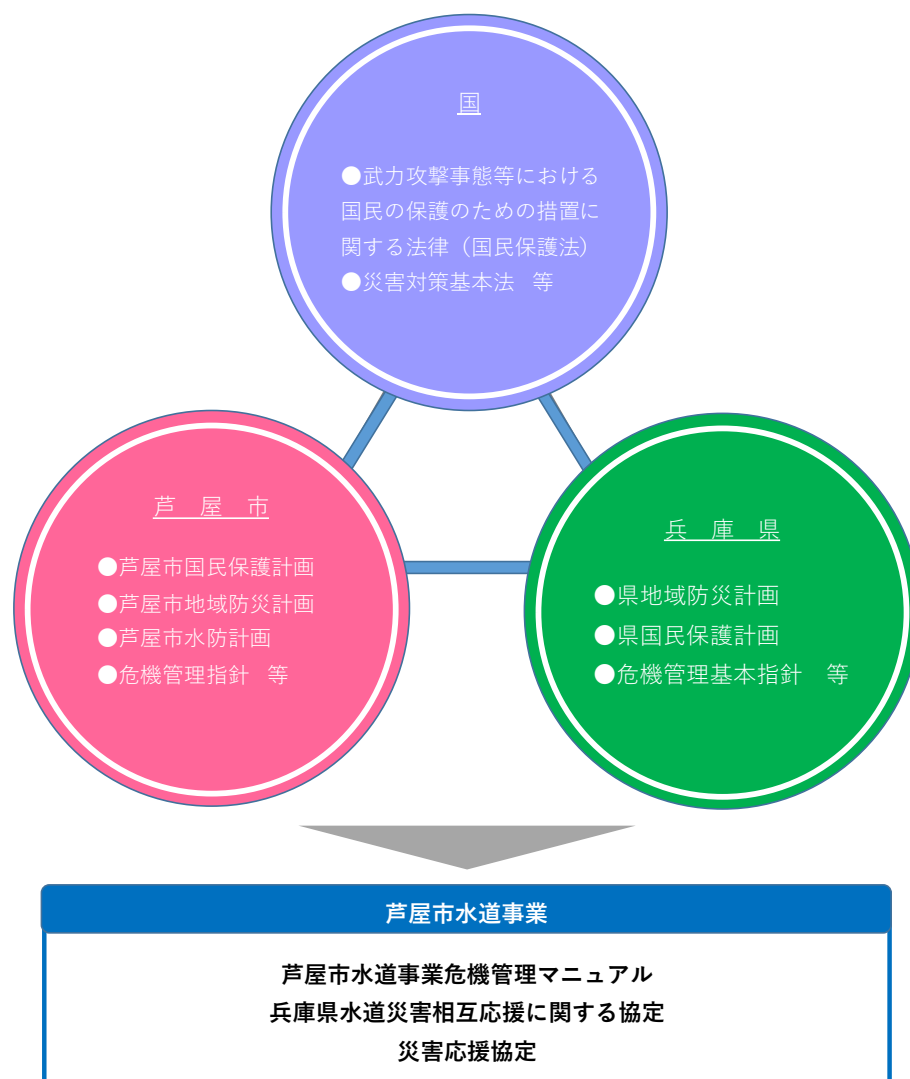 国
●武力攻撃事態等における
国民の保護のための措置に
関する法律（国民保護法）
●災害対策基本法　等
芦　屋　市
●芦屋市国民保護計画
●芦屋市地域防災計画
●芦屋市水防計画
●危機管理指針　等
兵　庫　県
●県地域防災計画
●県国民保護計画
●危機管理基本指針　等
芦屋市水道事業
芦屋市水道事業危機管理マニュアル
兵庫県水道災害相互応援に関する協定
災害応援協定